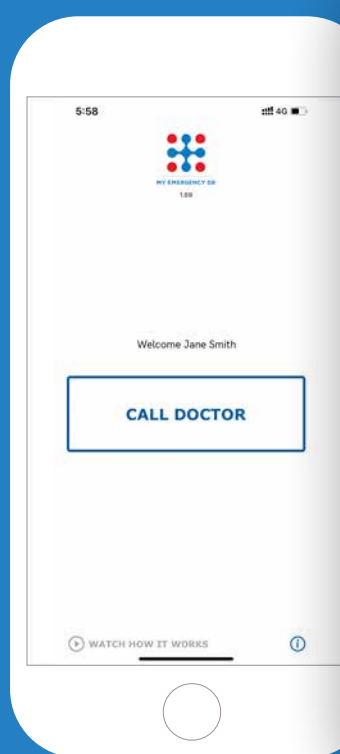 5:58
4G
MY EMERGENCY DR
1.59
Welcome Jane Smith
CALL DOCTOR
WATCH HOW IT WORKS
i